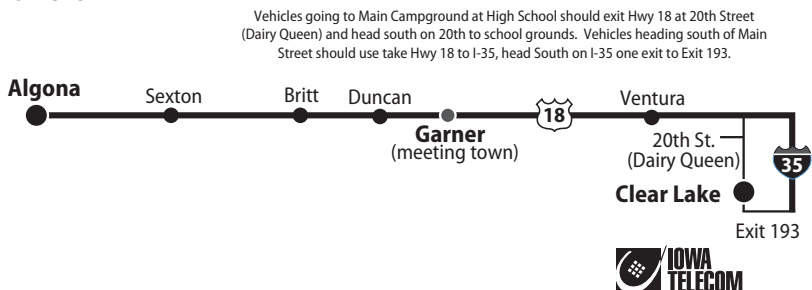 Vehicles going to Main Campground at High School should exit Hwy 18 at 20th Street
(Dairy Queen) and head south on 20th to school grounds. Vehicles heading south of Main
Street should use take Hwy 18 to I-35, head South on I-35 one exit to Exit 193.
Algona
Sexton
Britt
Duncan
Garner
(meeting town)
18
Ventura
20th St.
(Dairy Queen)
35
Clear Lake
Exit 193
IOWA
TELECOM